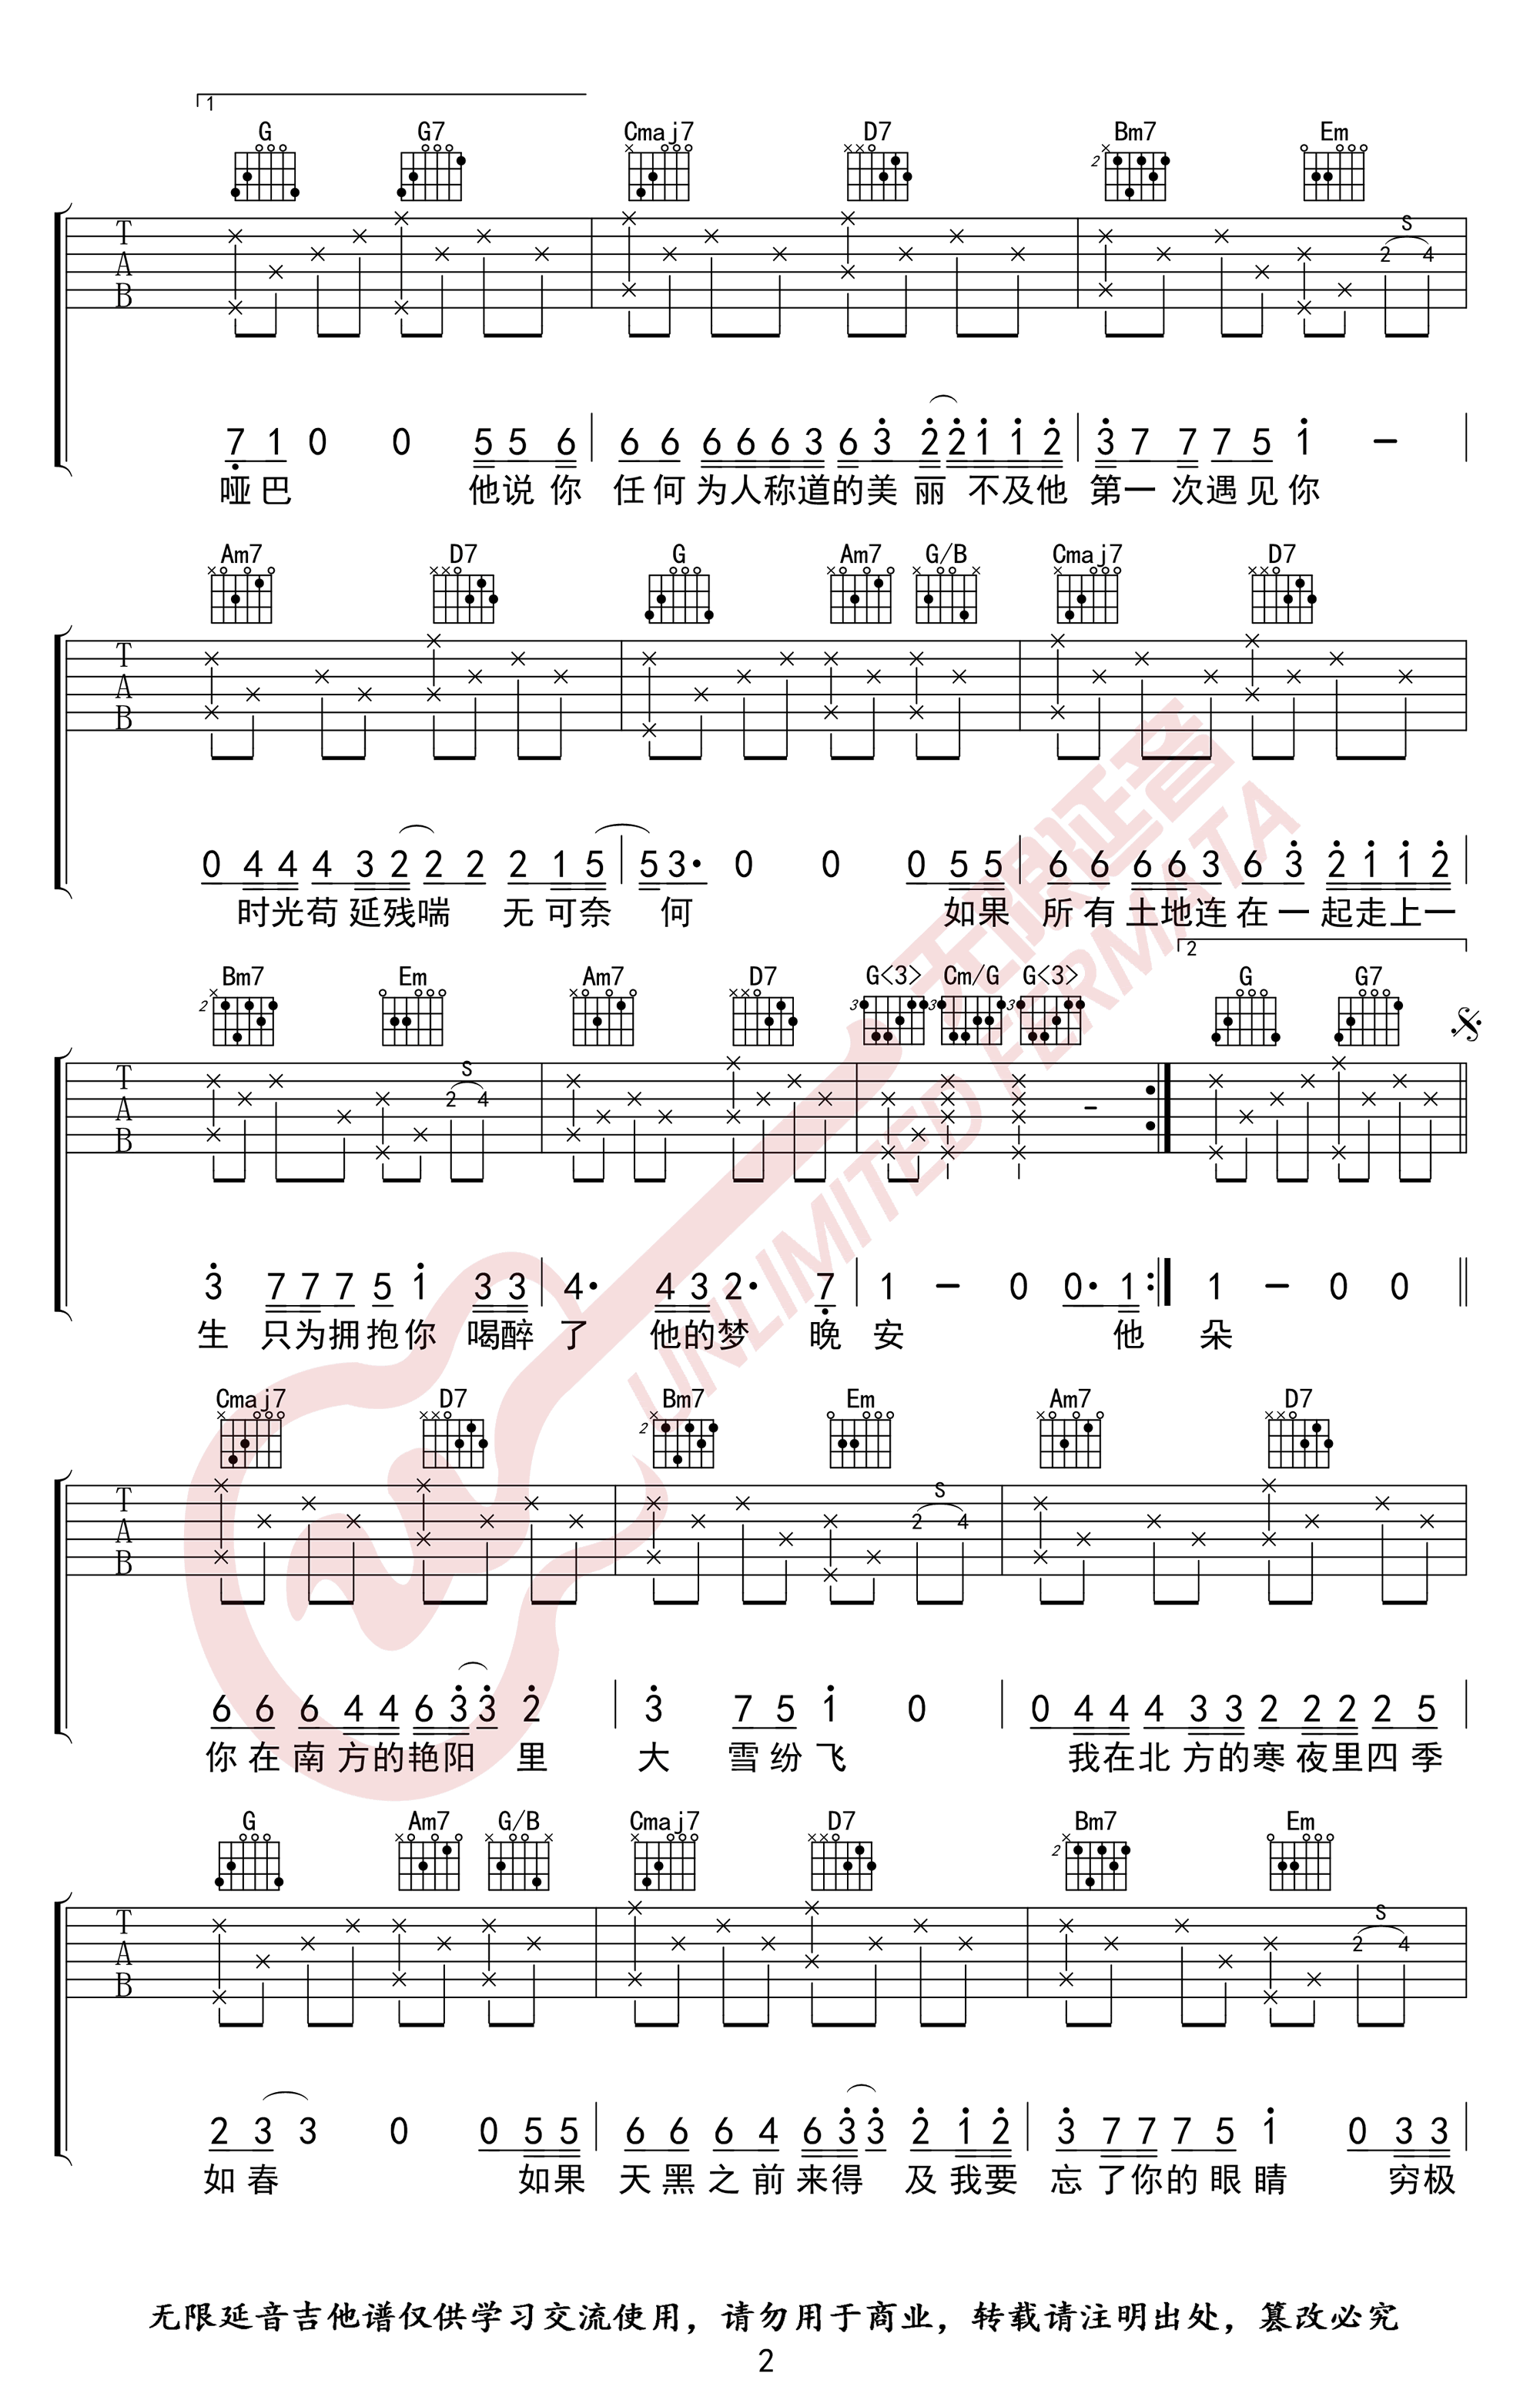 1
G G7 Cmaj7 D7 Bm7 Em
2
T A B
S
2 4
7 1 0 0 5 5 6 6 6 6 6 6 3 6 3 2 2 1 1 2 3 7 7 7 5 1 -
哑巴 他说你 任何为人称道的美丽 不及他 第一次遇见你
Am7 D7 G Am7 G/B Cmaj7 D7
T A B
0 4 4 4 3 2 2 2 2 1 5 5 3· 0 0 0 5 5 6 6 6 6 3 6 3 2 1 1 2
时光苟延残喘 无可奈何 如果 所有土地连在一起走上一
2
Bm7 Em Am7 D7 G<3> Cm/G G<3> G G7
2 3 3 3
T A B
S
2 4 -
3 7 7 7 5 1 3 3 4· 4 3 2· 7 1 - 0 0· 1 1 - 0 0
生 只为拥抱你 喝醉了 他的梦 晚安 他 朵
Cmaj7 D7 Bm7 Em Am7 D7
2
T A B
S
2 4
6 6 6 4 4 6 3 3 2 3 7 5 1 0 0 4 4 4 3 3 2 2 2 2 5
你在南方的艳阳里 大雪纷飞 我在北方的寒夜里四季
G Am7 G/B Cmaj7 D7 Bm7 Em
2
T A B
S
2 4
2 3 3 0 0 5 5 6 6 6 4 6 3 3 2 1 2 3 7 7 7 5 1 0 3 3
如春 如果 天黑之前来得及我要 忘了你的眼睛 穷极
无限延音
UNLIMITED FERMATA
无限延音吉他谱仅供学习交流使用，请勿用于商业，转载请注明出处，篡改必究
2